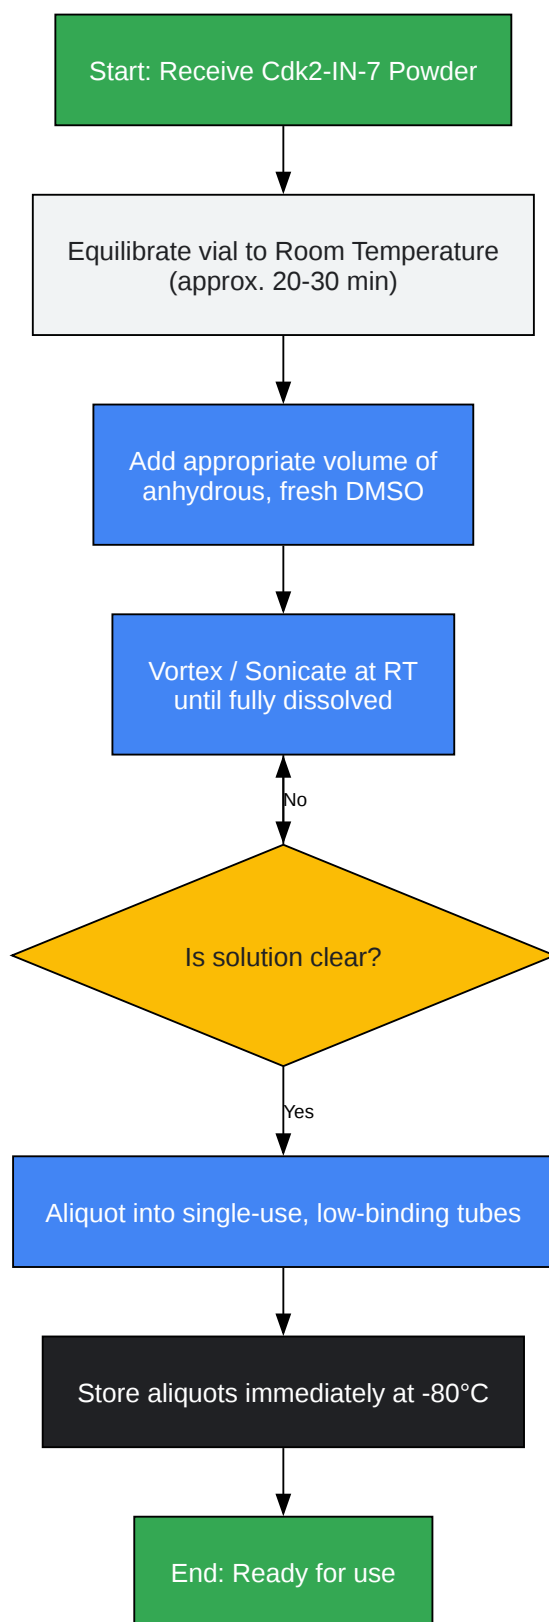 Start: Receive Cdk2-IN-7 Powder
Equilibrate vial to Room Temperature
(approx. 20-30 min)
Add appropriate volume of
anhydrous, fresh DMSO
Vortex / Sonicate at RT
until fully dissolved
No
Is solution clear?
Yes
Aliquot into single-use, low-binding tubes
Store aliquots immediately at -80°C
End: Ready for use